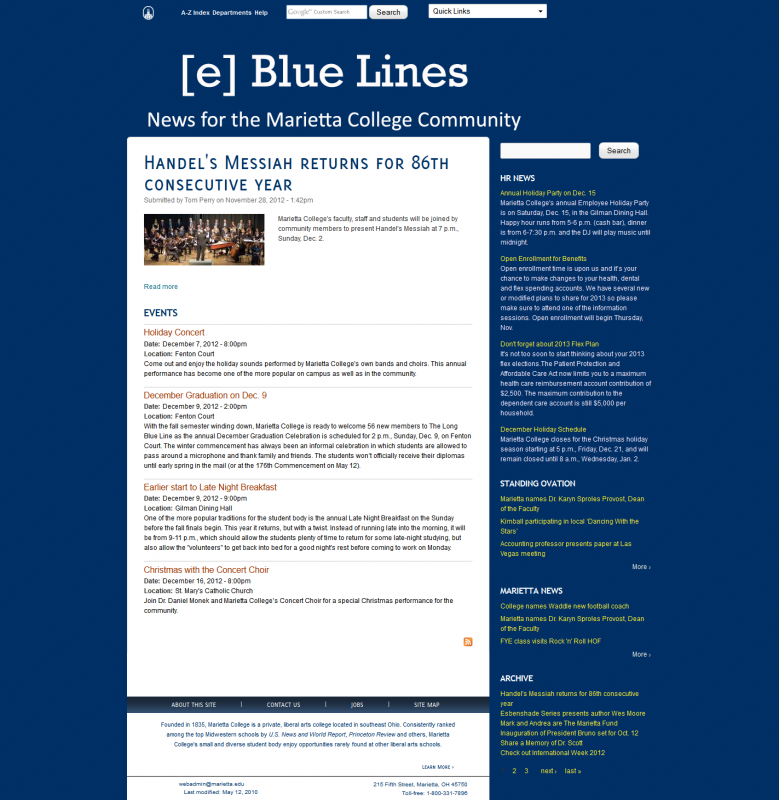 A-Z Index Departments Help
Google™ Custom Search
Search
Quick Links
[e] Blue Lines
News for the Marietta College Community
Handel's Messiah returns for 86th
consecutive year
Submitted by Tom Perry on November 28, 2012 - 1:42pm
Marietta College's faculty, staff and students will be joined by
community members to present Handel's Messiah at 7 p.m.,
Sunday, Dec. 2.
Read more
EVENTS
Holiday Concert
Date: December 7, 2012 - 8:00pm
Location: Fenton Court
Come out and enjoy the holiday sounds performed by Marietta College's own bands and choirs. This annual
performance has become one of the more popular on campus as well as in the community.
December Graduation on Dec. 9
Date: December 9, 2012 - 2:00pm
Location: Fenton Court
With the fall semester winding down, Marietta College is ready to welcome 56 new members to The Long
Blue Line as the annual December Graduation Celebration is scheduled for 2 p.m., Sunday, Dec. 9, on Fenton
Court. The winter commencement has always been an informal celebration in which students are allowed to
pass around a microphone and thank family and friends. The students won't officially receive their diplomas
until early spring in the mail (or at the 176th Commencement on May 12).
Earlier start to Late Night Breakfast
Date: December 9, 2012 - 9:00pm
Location: Gilman Dining Hall
One of the more popular traditions for the student body is the annual Late Night Breakfast on the Sunday
before the fall finals begin. This year it returns, but with a twist. Instead of running late into the morning, it will
be from 9-11 p.m., which should allow the students plenty of time to return for some late-night studying, but
also allow the "volunteers" to get back into bed for a good night's rest before coming to work on Monday.
Christmas with the Concert Choir
Date: December 16, 2012 - 8:00pm
Location: St. Mary's Catholic Church
Join Dr. Daniel Monek and Marietta College's Concert Choir for a special Christmas performance for the
community.
Search
HR NEWS
Annual Holiday Party on Dec. 15
Marietta College's annual Employee Holiday Party
is on Saturday, Dec. 15, in the Gilman Dining Hall.
Happy hour runs from 5-6 p.m. (cash bar), dinner
is from 6-7:30 p.m. and the DJ will play music until
midnight.
Open Enrollment for Benefits
Open enrollment time is upon us and it's your
chance to make changes to your health, dental
and flex spending accounts. We have several new
or modified plans to share for 2013 so please
make sure to attend one of the information
sessions. Open enrollment will begin Thursday,
Nov.
Don't forget about 2013 Flex Plan
It's not too soon to start thinking about your 2013
flex elections.The Patient Protection and
Affordable Care Act now limits you to a maximum
health care reimbursement account contribution of
$2,500. The maximum contribution to the
dependent care account is still $5,000 per
household.
December Holiday Schedule
Marietta College closes for the Christmas holiday
season starting at 5 p.m., Friday, Dec. 21, and will
remain closed until 8 a.m., Wednesday, Jan. 2.
STANDING OVATION
Marietta names Dr. Karyn Sproles Provost, Dean
of the Faculty
Kimball participating in local 'Dancing With the
Stars'
Accounting professor presents paper at Las
Vegas meeting
More ›
MARIETTA NEWS
College names Waddle new football coach
Marietta names Dr. Karyn Sproles Provost, Dean
of the Faculty
FYE class visits Rock 'n' Roll HOF
More ›
ARCHIVE
Handel's Messiah returns for 86th consecutive
year
Esbenshade Series presents author Wes Moore
Mark and Andrea are The Marietta Fund
Inauguration of President Bruno set for Oct. 12
Share a Memory of Dr. Scott
Check out International Week 2012
2 3 next › last »
ABOUT THIS SITE | CONTACT US | JOBS | SITE MAP
Founded in 1835, Marietta College is a private, liberal arts college located in southeast Ohio. Consistently ranked
among the top Midwestern schools by U.S. News and World Report, Princeton Review and others, Marietta
College's small and diverse student body enjoy opportunities rarely found at other liberal arts schools.
Learn More ›
webadmin@marietta.edu
Last modified: May 12, 2010
215 Fifth Street, Marietta, OH 45750
Toll-free: 1-800-331-7896